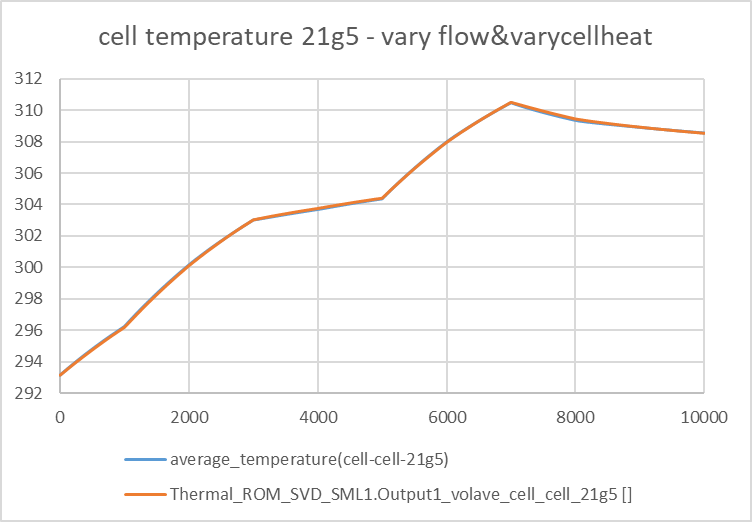 cell temperature 21g5 - vary flow&varycellheat
312
310
308
306
304
302
300
298
296
294
292
0 2000 4000 6000 8000 10000
average_temperature(cell-cell-21g5)
Thermal_ROM_SVD_SML1.Output1_volave_cell_cell_21g5 []